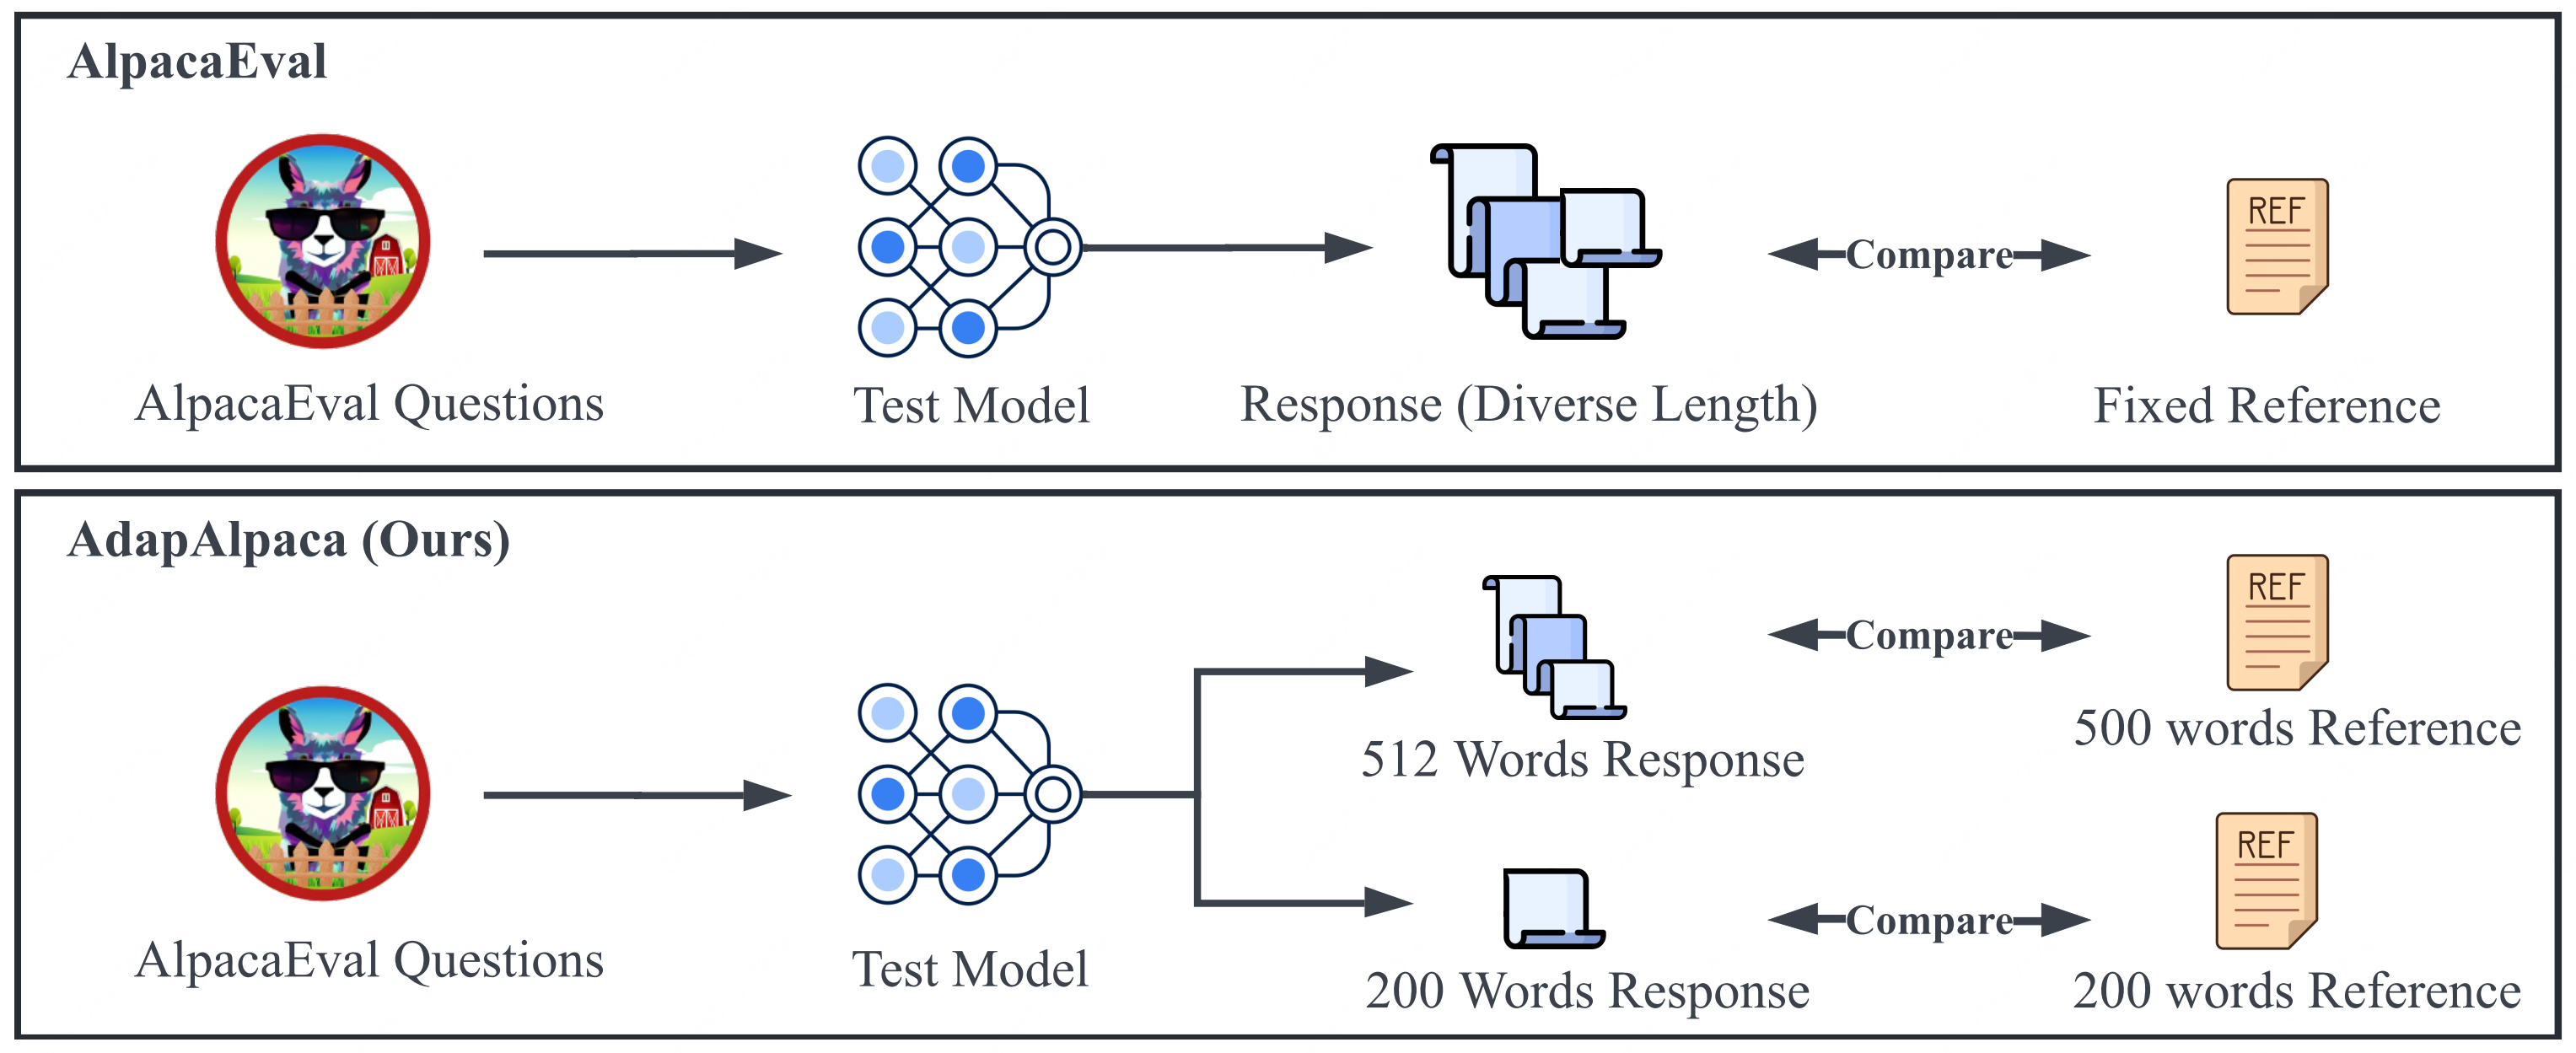 AlpacaEval
REF
Compare
AlpacaEval Questions
Test Model
Response (Diverse Length)
Fixed Reference
AdapAlpaca (Ours)
REF
Compare
512 Words Response
500 words Reference
REF
Compare
AlpacaEval Questions
Test Model
200 Words Response
200 words Reference